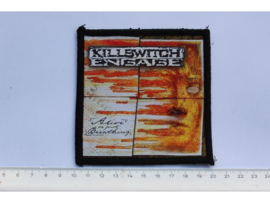 KILLSWITCH
ENGAGE
"Alive
or just
Breathing"